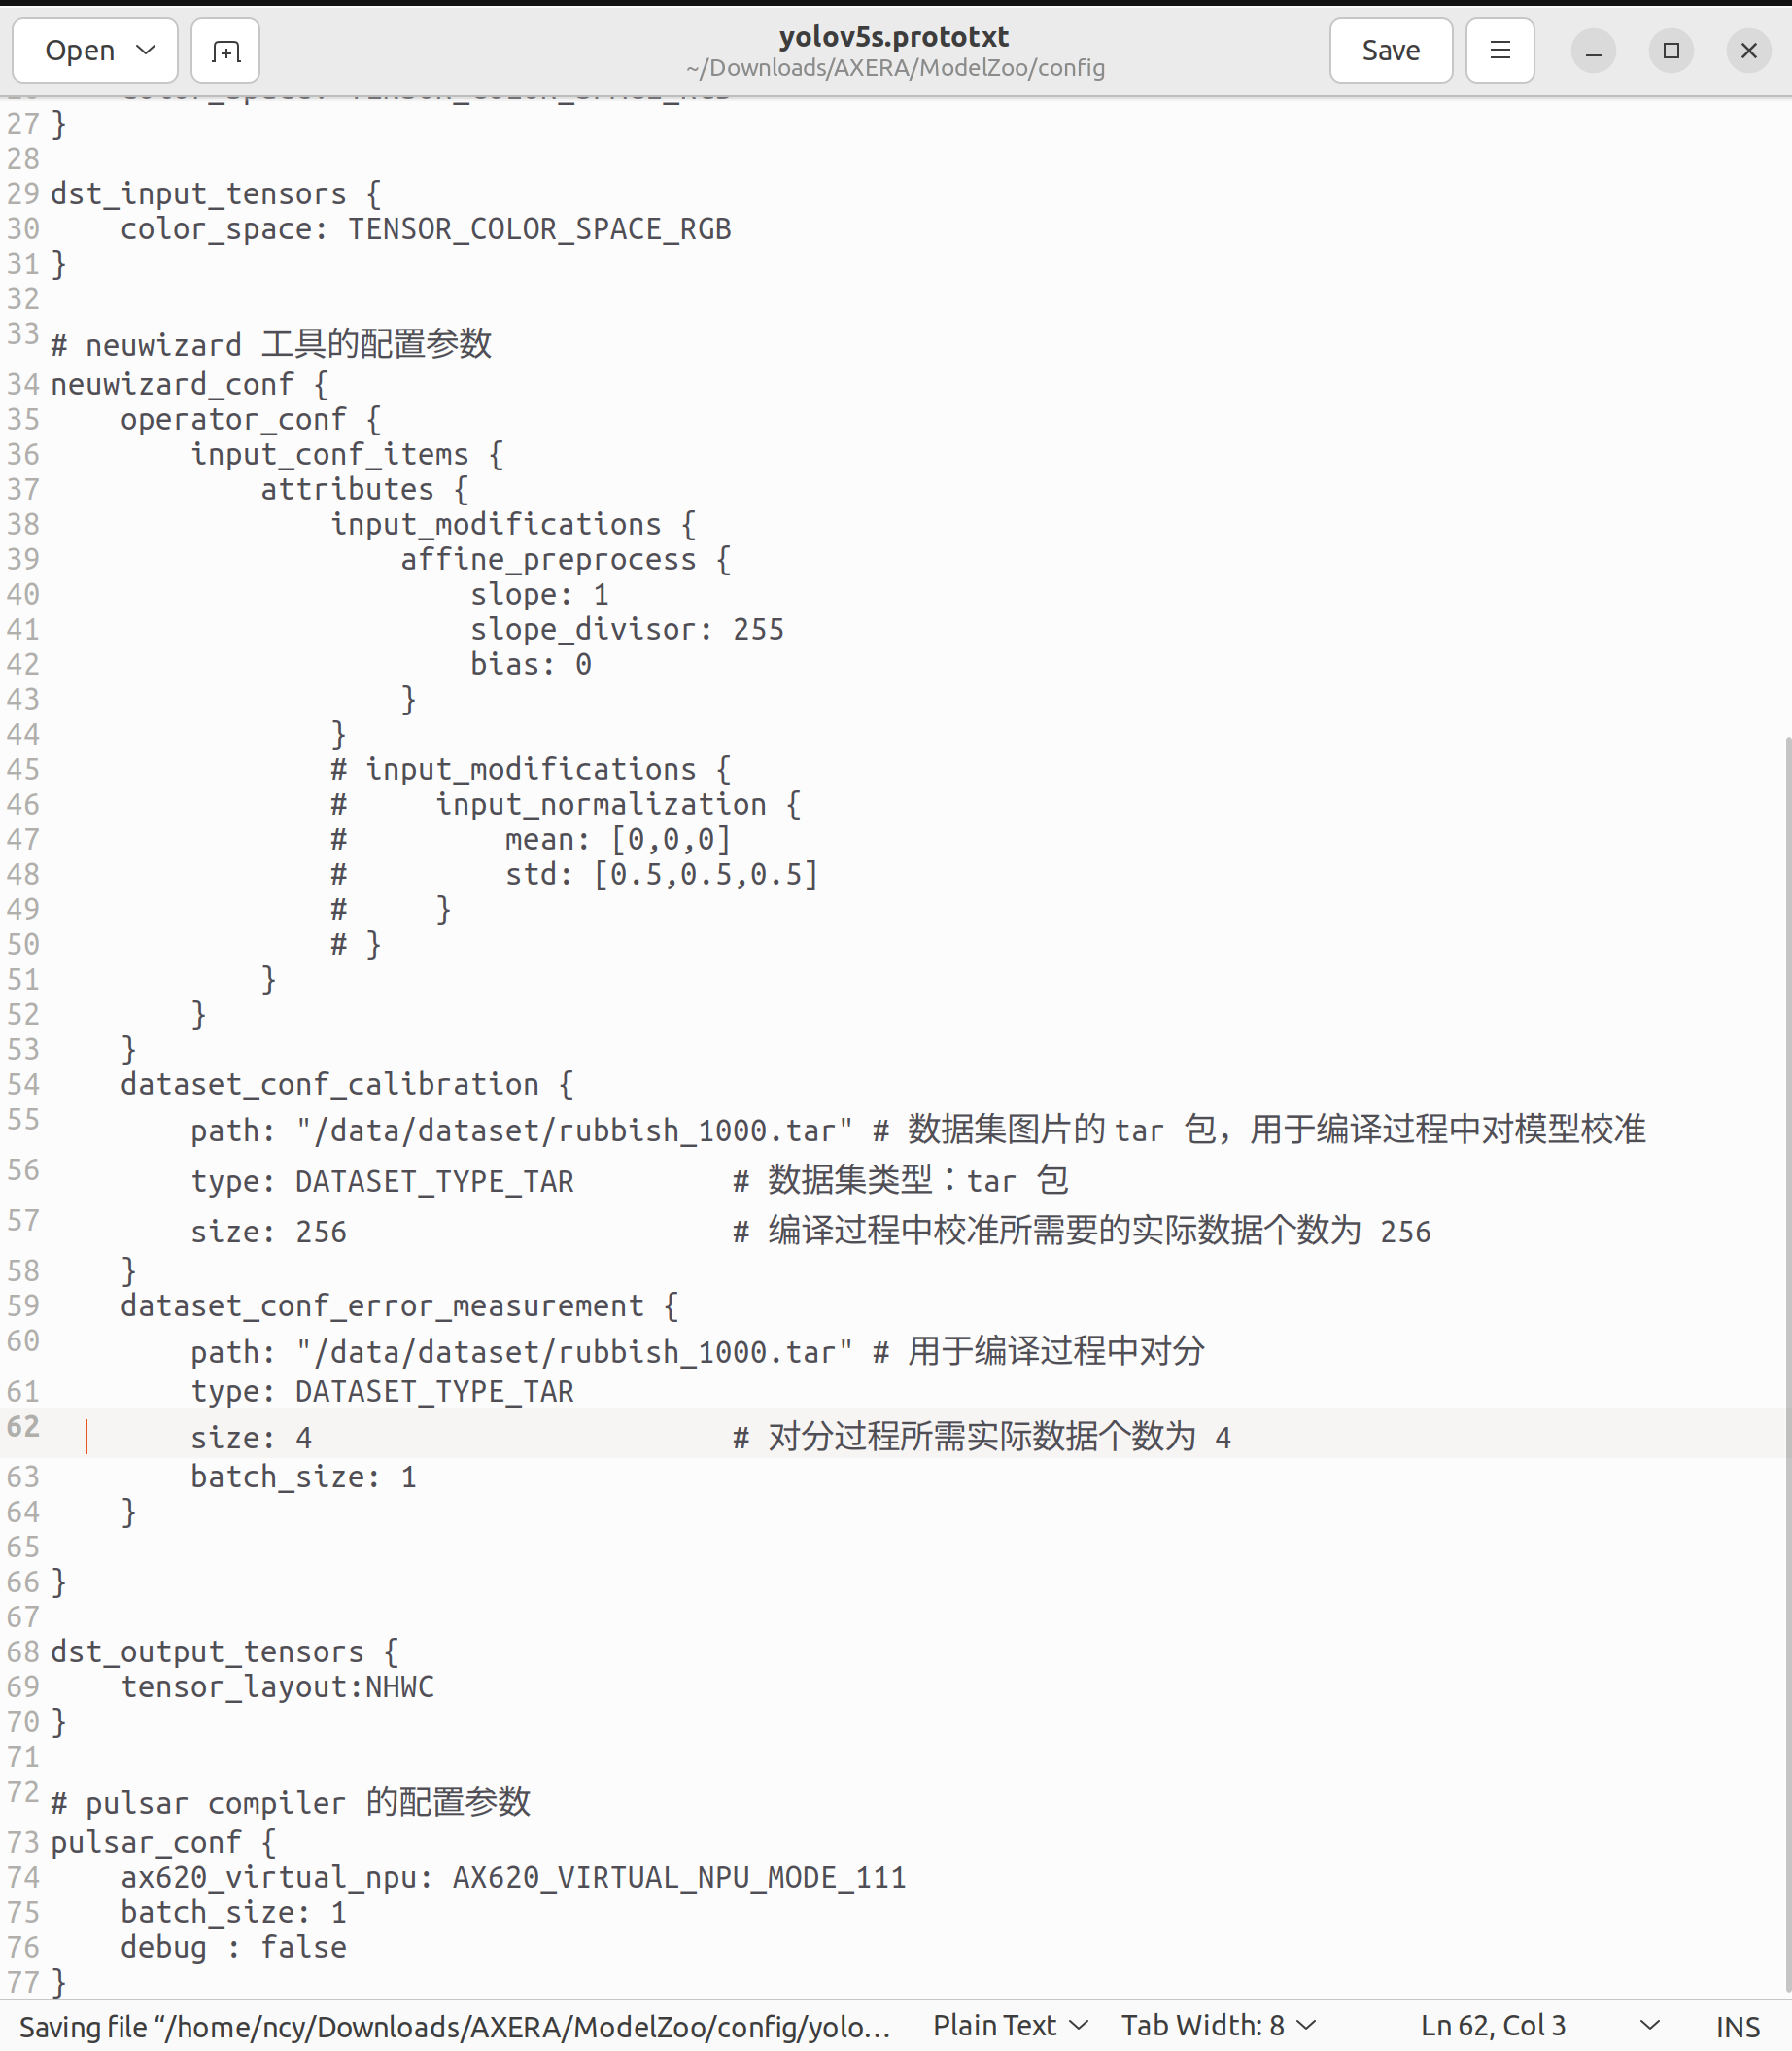 Open
yolov5s.prototxt
~/Downloads/AXERA/ModelZoo/config
Save
27 }
28
29 dst_input_tensors {
30     color_space: TENSOR_COLOR_SPACE_RGB
31 }
32
33 # neuwizard 工具的配置参数
34 neuwizard_conf {
35     operator_conf {
36         input_conf_items {
37             attributes {
38                 input_modifications {
39                     affine_preprocess {
40                         slope: 1
41                         slope_divisor: 255
42                         bias: 0
43                     }
44                 }
45                 # input_modifications {
46                 #     input_normalization {
47                 #         mean: [0,0,0]
48                 #         std: [0.5,0.5,0.5]
49                 #     }
50                 # }
51             }
52         }
53     }
54     dataset_conf_calibration {
55         path: "/data/dataset/rubbish_1000.tar" # 数据集图片的 tar 包，用于编译过程中对模型校准
56         type: DATASET_TYPE_TAR         # 数据集类型：tar 包
57         size: 256                      # 编译过程中校准所需要的实际数据个数为 256
58     }
59     dataset_conf_error_measurement {
60         path: "/data/dataset/rubbish_1000.tar" # 用于编译过程中对分
61         type: DATASET_TYPE_TAR
62         size: 4                        # 对分过程所需实际数据个数为 4
63         batch_size: 1
64     }
65
66 }
67
68 dst_output_tensors {
69     tensor_layout:NHWC
70 }
71
72 # pulsar compiler 的配置参数
73 pulsar_conf {
74     ax620_virtual_npu: AX620_VIRTUAL_NPU_MODE_111
75     batch_size: 1
76     debug : false
77 }
Saving file “/home/ncy/Downloads/AXERA/ModelZoo/config/yolo… Plain Text Tab Width: 8 Ln 62, Col 3 INS